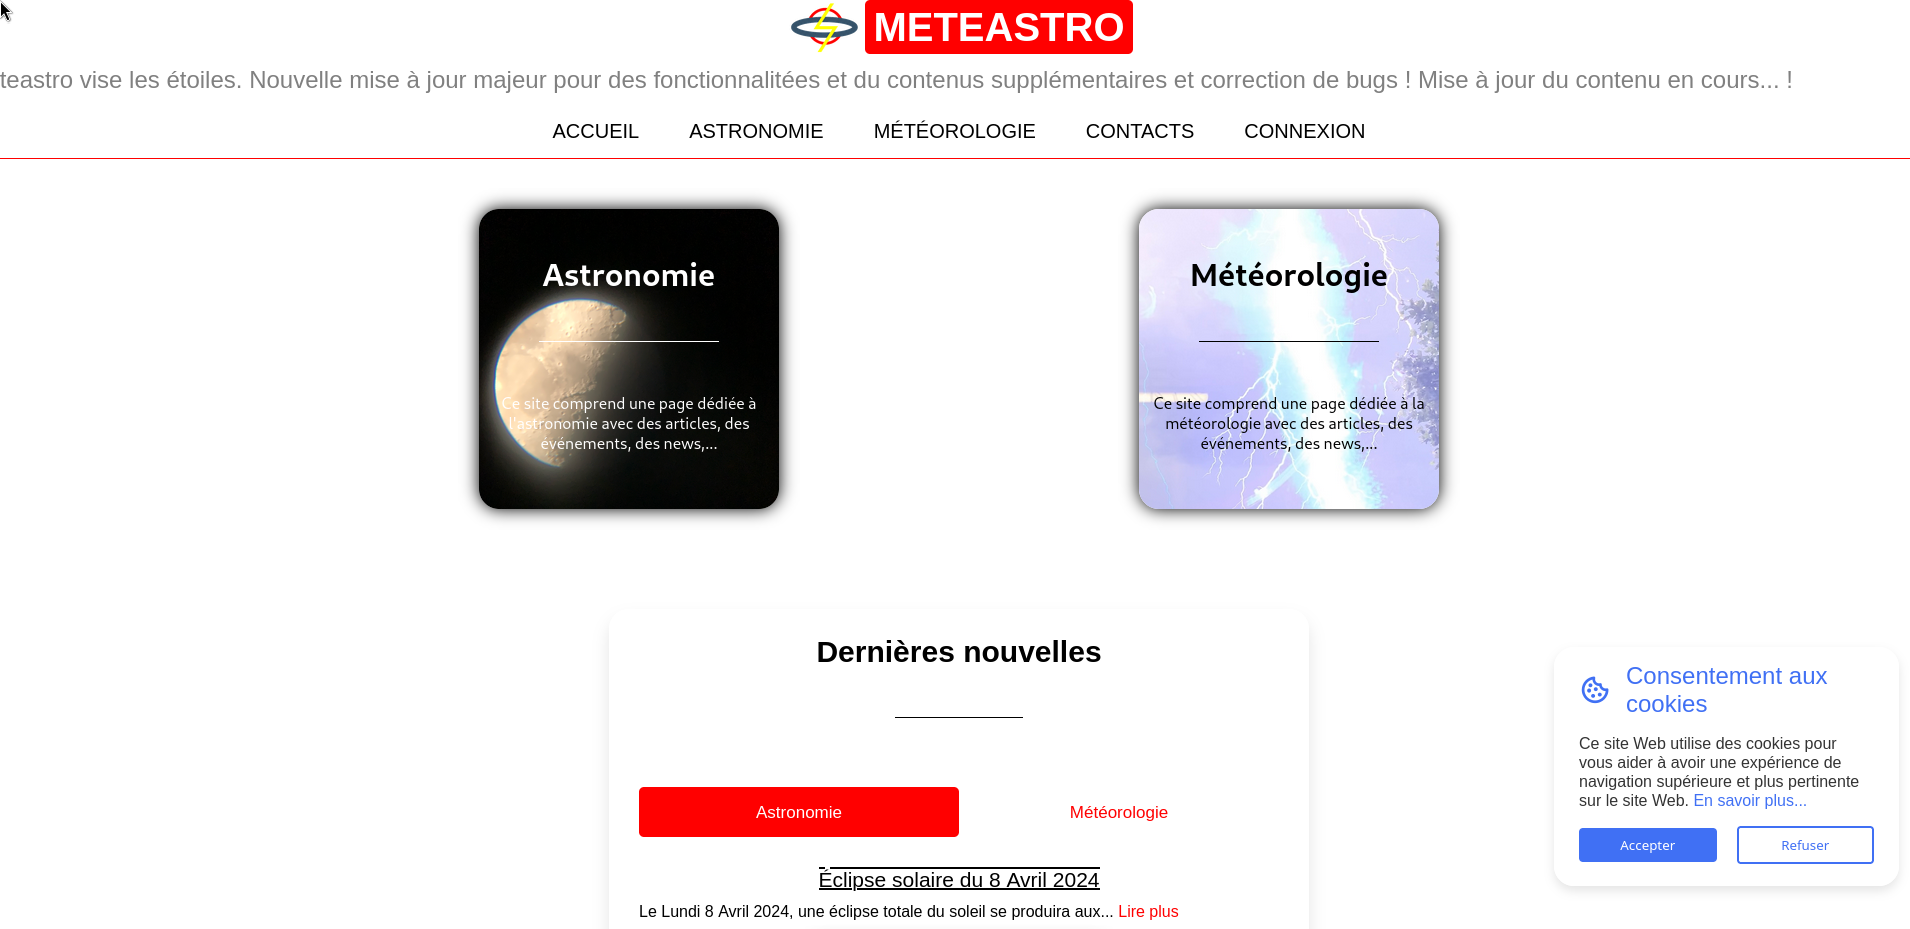 METEASTRO
teastro vise les étoiles. Nouvelle mise à jour majeur pour des fonctionnalitées et du contenus supplémentaires et correction de bugs ! Mise à jour du contenu en cours... !
ACCUEIL ASTRONOMIE MÉTÉOROLOGIE CONTACTS CONNEXION
Astronomie
Ce site comprend une page dédiée à
l'astronomie avec des articles, des
événements, des news,...
Météorologie
Ce site comprend une page dédiée à la
météorologie avec des articles, des
événements, des news,...
Dernières nouvelles
Astronomie Météorologie
Éclipse solaire du 8 Avril 2024
Le Lundi 8 Avril 2024, une éclipse totale du soleil se produira aux... Lire plus
Consentement aux
cookies
Ce site Web utilise des cookies pour
vous aider à avoir une expérience de
navigation supérieure et plus pertinente
sur le site Web. En savoir plus...
Accepter Refuser